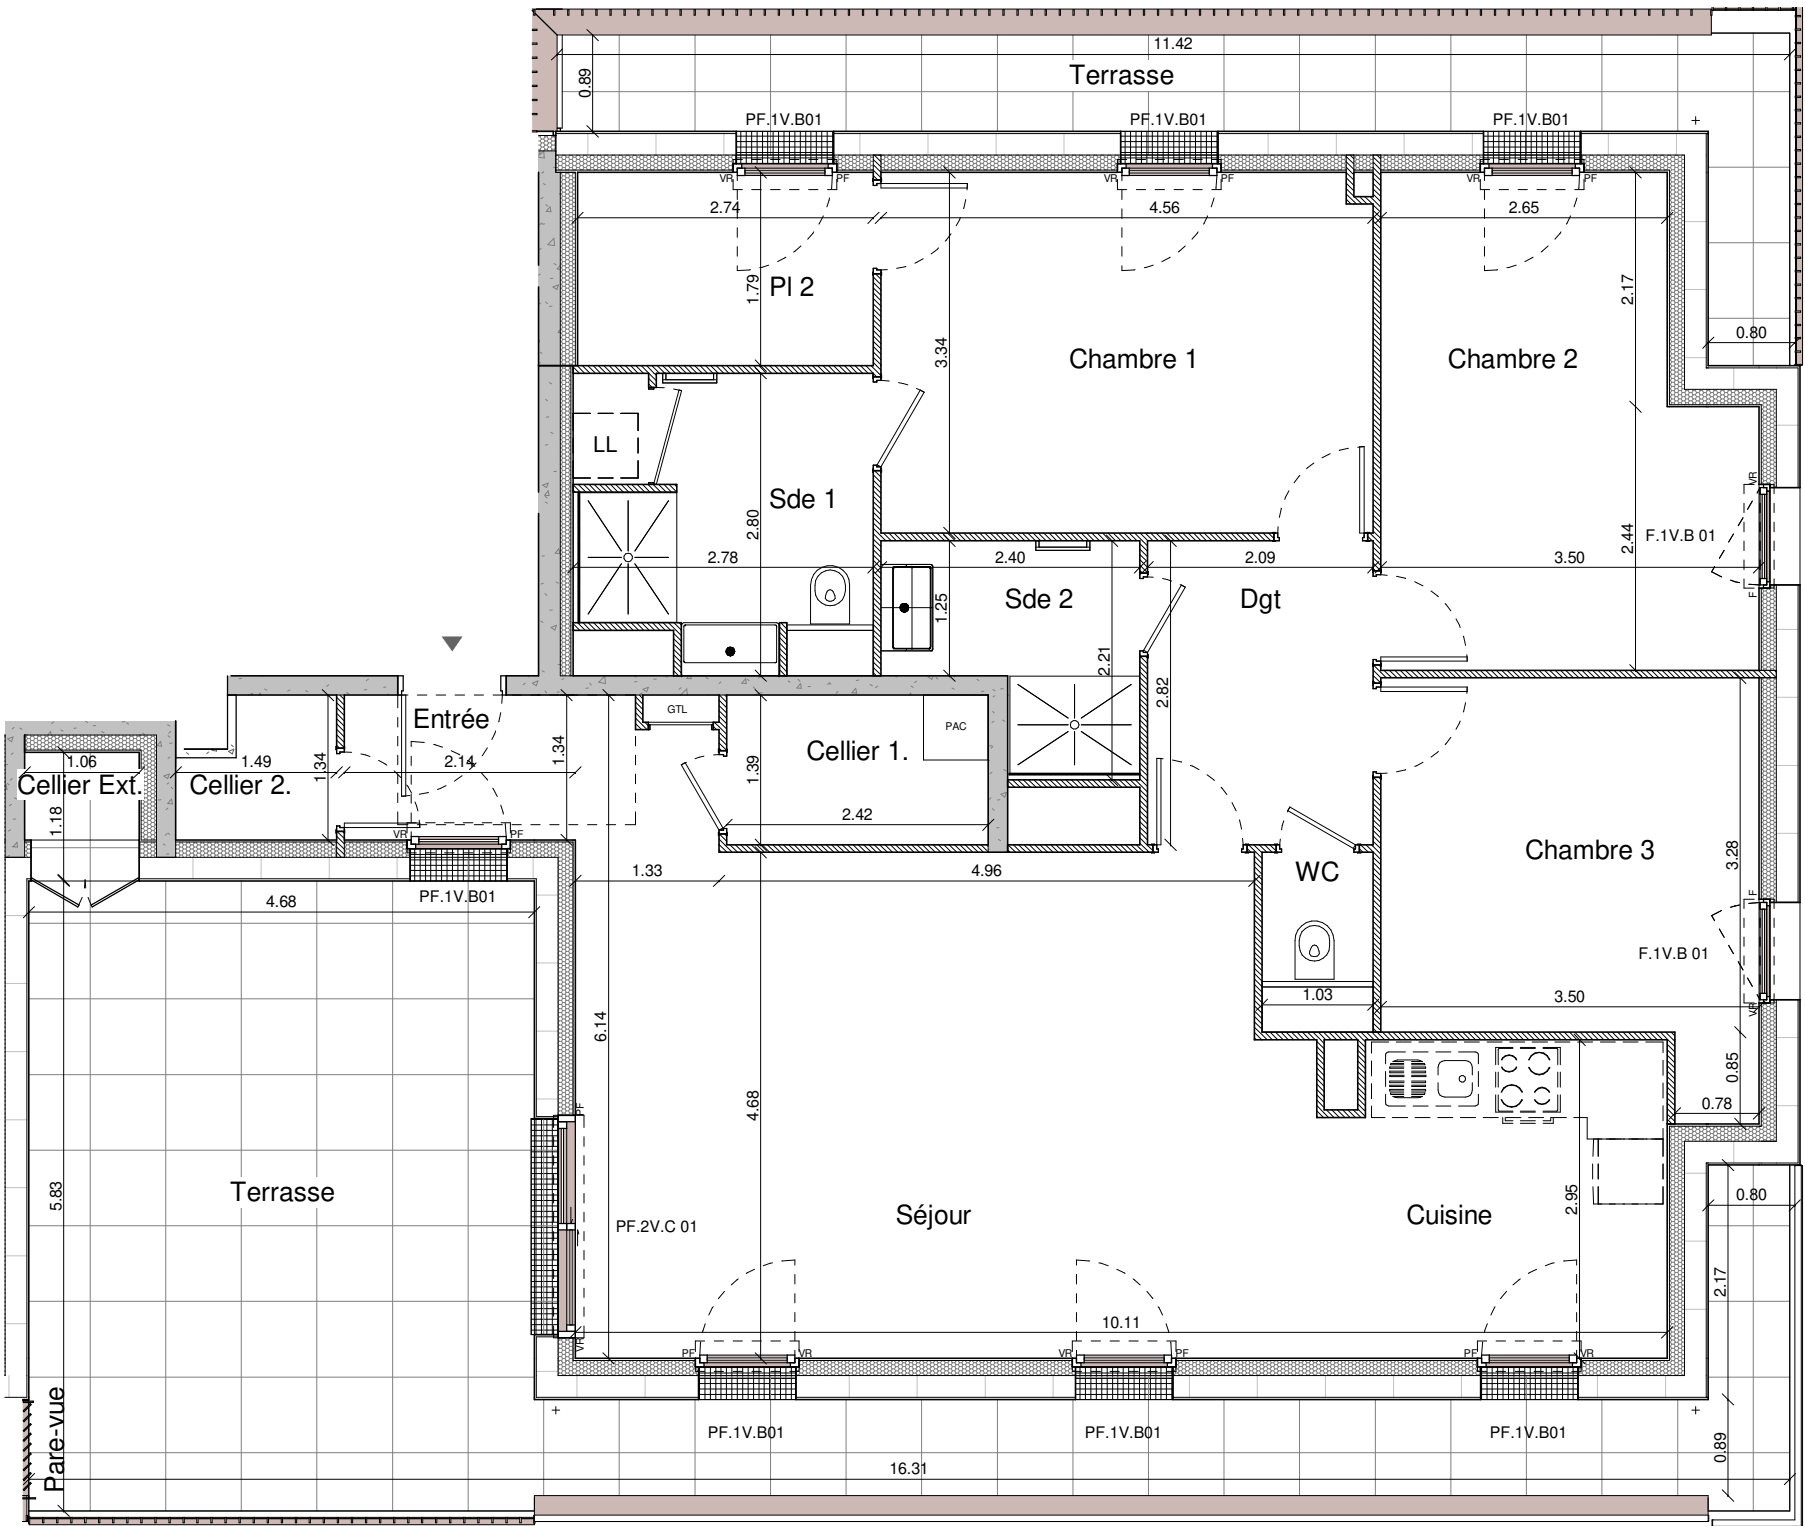 11.42
0.89
Terrasse
PF.1V.B01
PF.1V.B01
PF.1V.B01
VR
PF
VR
PF
VR
PF
2.74
4.56
2.65
1.79
Pl 2
2.17
3.34
Chambre 1
Chambre 2
0.80
LL
Sde 1
2.80
VR
F.1V.B 01
2.44
2.78
2.40
2.09
3.50
F
1.25
Sde 2
Dgt
2.21
2.82
Entrée
GTL
PAC
Cellier 1.
1.06
1.49
1.34
2.14
1.34
1.39
Cellier Ext.
Cellier 2.
1.18
2.42
VR
PF
Chambre 3
3.28
1.33
4.96
WC
PF.1V.B01
4.68
F
F.1V.B 01
1.03
3.50
VR
6.14
0.85
4.68
PF
0.78
5.83
Terrasse
2.95
0.80
PF.2V.C 01
Séjour
Cuisine
2.17
10.11
VR
PF
VR
VR
PF
PF
VR
Pare-vue
PF.1V.B01
PF.1V.B01
PF.1V.B01
0.89
16.31